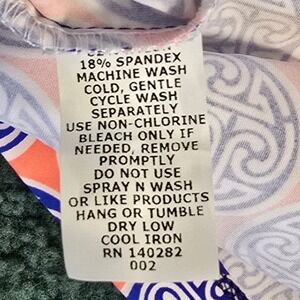 18% SPANDEX
MACHINE WASH
COLD, GENTLE
CYCLE WASH
SEPARATELY
USE NON-CHLORINE
BLEACH ONLY IF
NEEDED, REMOVE
PROMPTLY
DO NOT USE
SPRAY N WASH
OR LIKE PRODUCTS
HANG OR TUMBLE
DRY LOW
COOL IRON
RN 140282
002